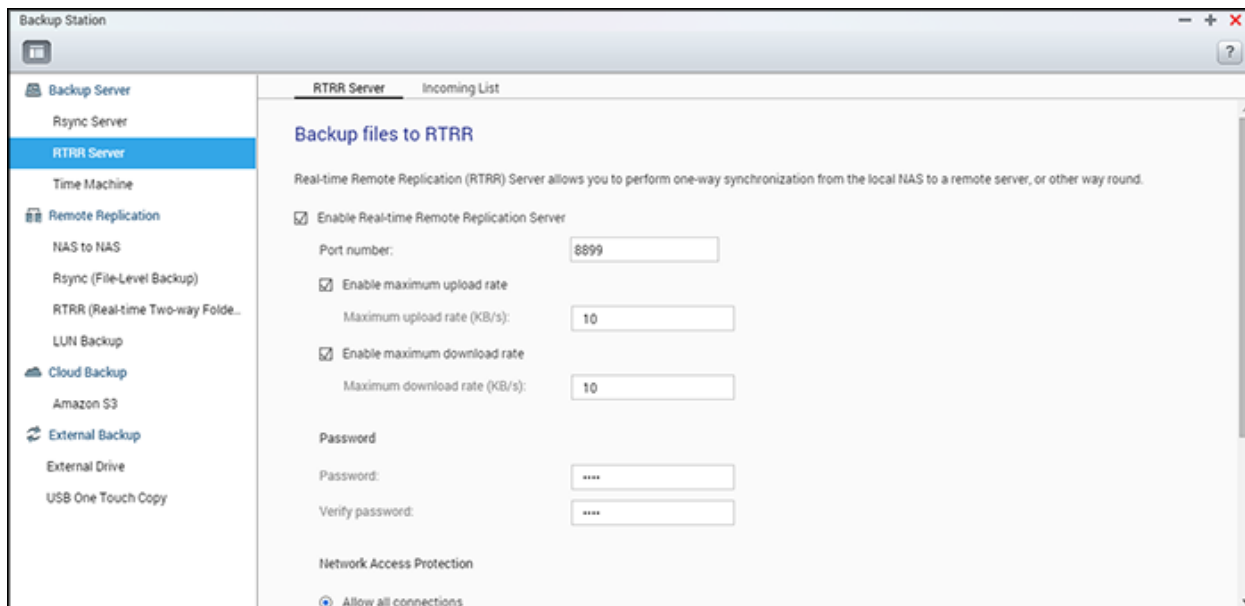 Backup Station
?
Backup Server
Rsync Server
RTRR Server
Time Machine
Remote Replication
NAS to NAS
Rsync (File-Level Backup)
RTRR (Real-time Two-way Folde...
LUN Backup
Cloud Backup
Amazon S3
External Backup
External Drive
USB One Touch Copy
RTRR Server Incoming List
Backup files to RTRR
Real-time Remote Replication (RTRR) Server allows you to perform one-way synchronization from the local NAS to a remote server, or other way round.
Enable Real-time Remote Replication Server
Port number: 8899
Enable maximum upload rate
Maximum upload rate (KB/s): 10
Enable maximum download rate
Maximum download rate (KB/s): 10
Password
Password: ••••
Verify password: ••••
Network Access Protection
Allow all connections